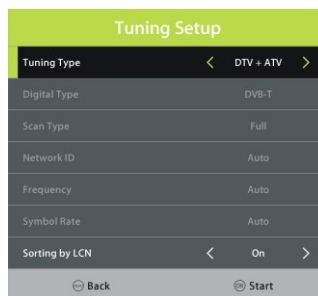 Tuning Setup
Tuning Type < DTV + ATV >
Digital Type DVB-T
Scan Type Full
Network ID Auto
Frequency Auto
Symbol Rate Auto
Sorting by LCN < On >
Back Start